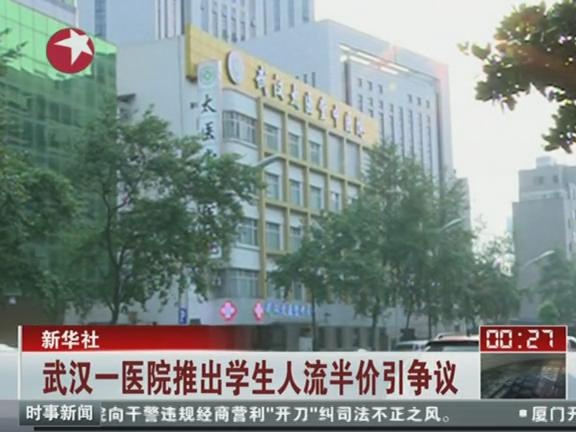 太医
新华社
00:27
武汉一医院推出学生人流半价引争议
时事新闻
向干警违规经商营利"开刀"纠司法不正之风。
厦门